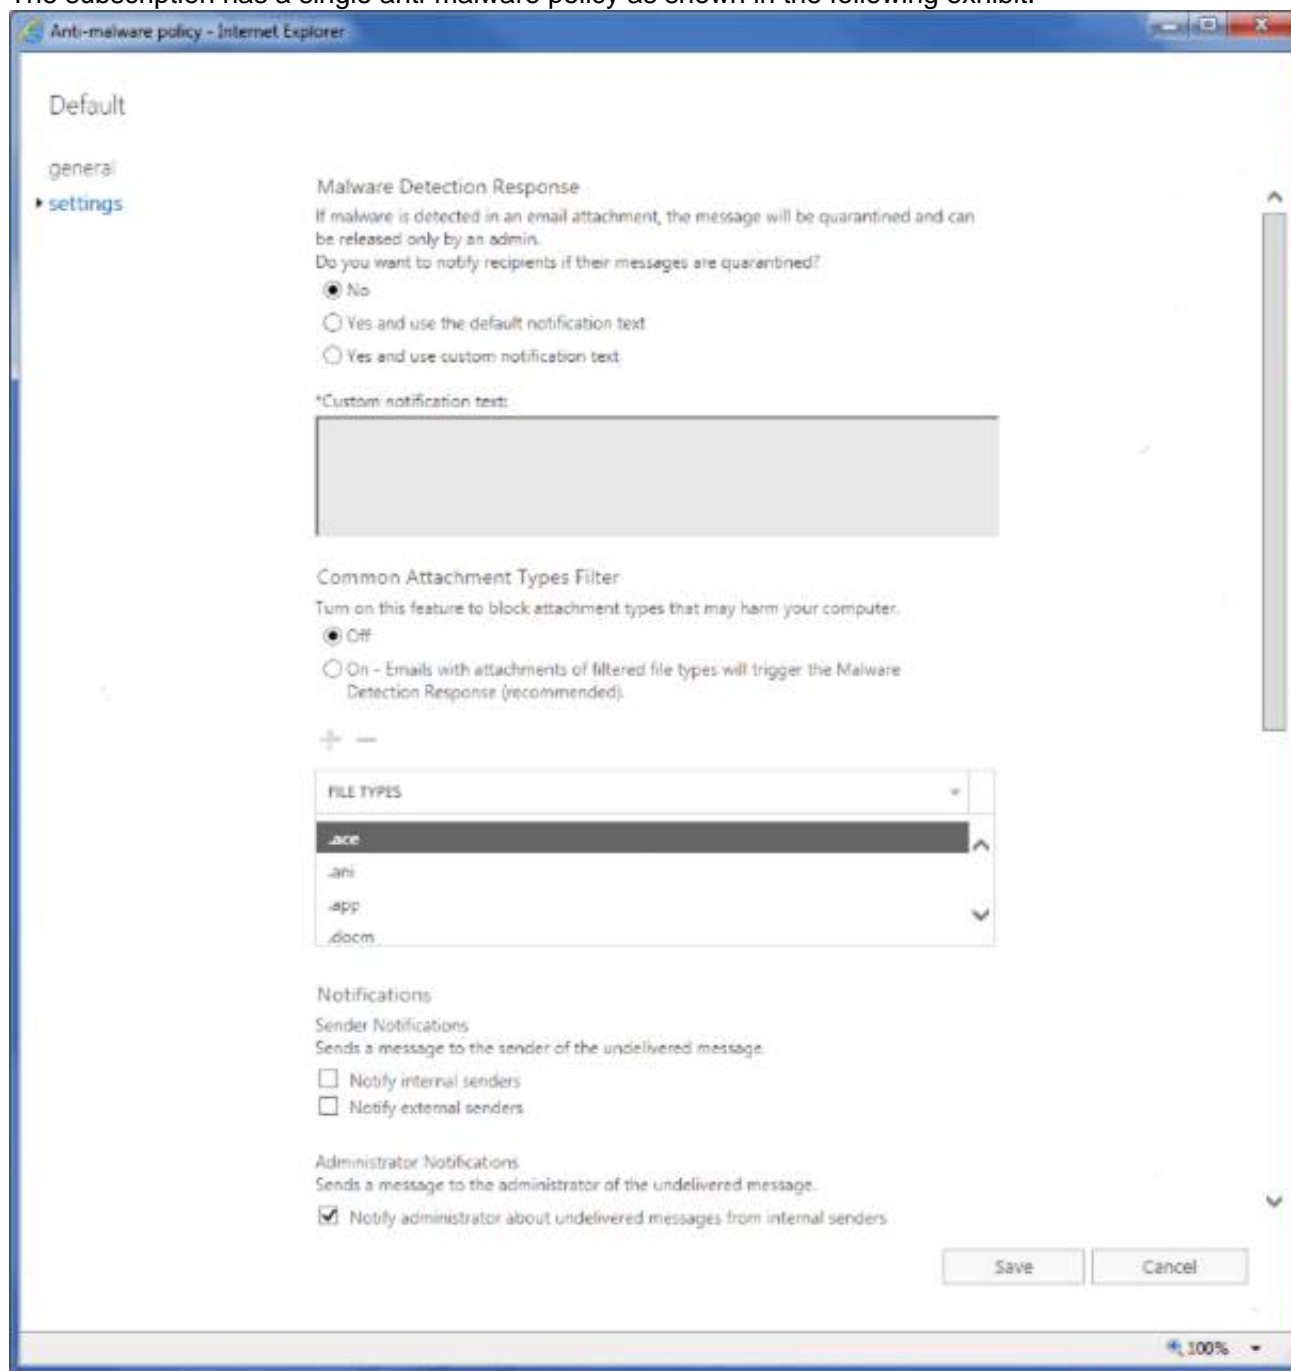 The subscription has a single anti-malware policy as shown in the following exhibit.
Anti-malware policy - Internet Explorer
Default
general
settings
Malware Detection Response
If malware is detected in an email attachment, the message will be quarantined and can
be released only by an admin.
Do you want to notify recipients if their messages are quarantined?
No
Yes and use the default notification text
Yes and use custom notification text
*Custom notification text:
Common Attachment Types Filter
Turn on this feature to block attachment types that may harm your computer.
Off
On - Emails with attachments of filtered file types will trigger the Malware
Detection Response (recommended).
FILE TYPES
.ace
.ani
.app
.docm
Notifications
Sender Notifications
Sends a message to the sender of the undelivered message.
Notify internal senders
Notify external senders
Administrator Notifications
Sends a message to the administrator of the undelivered message.
Notify administrator about undelivered messages from internal senders
Save Cancel
100%